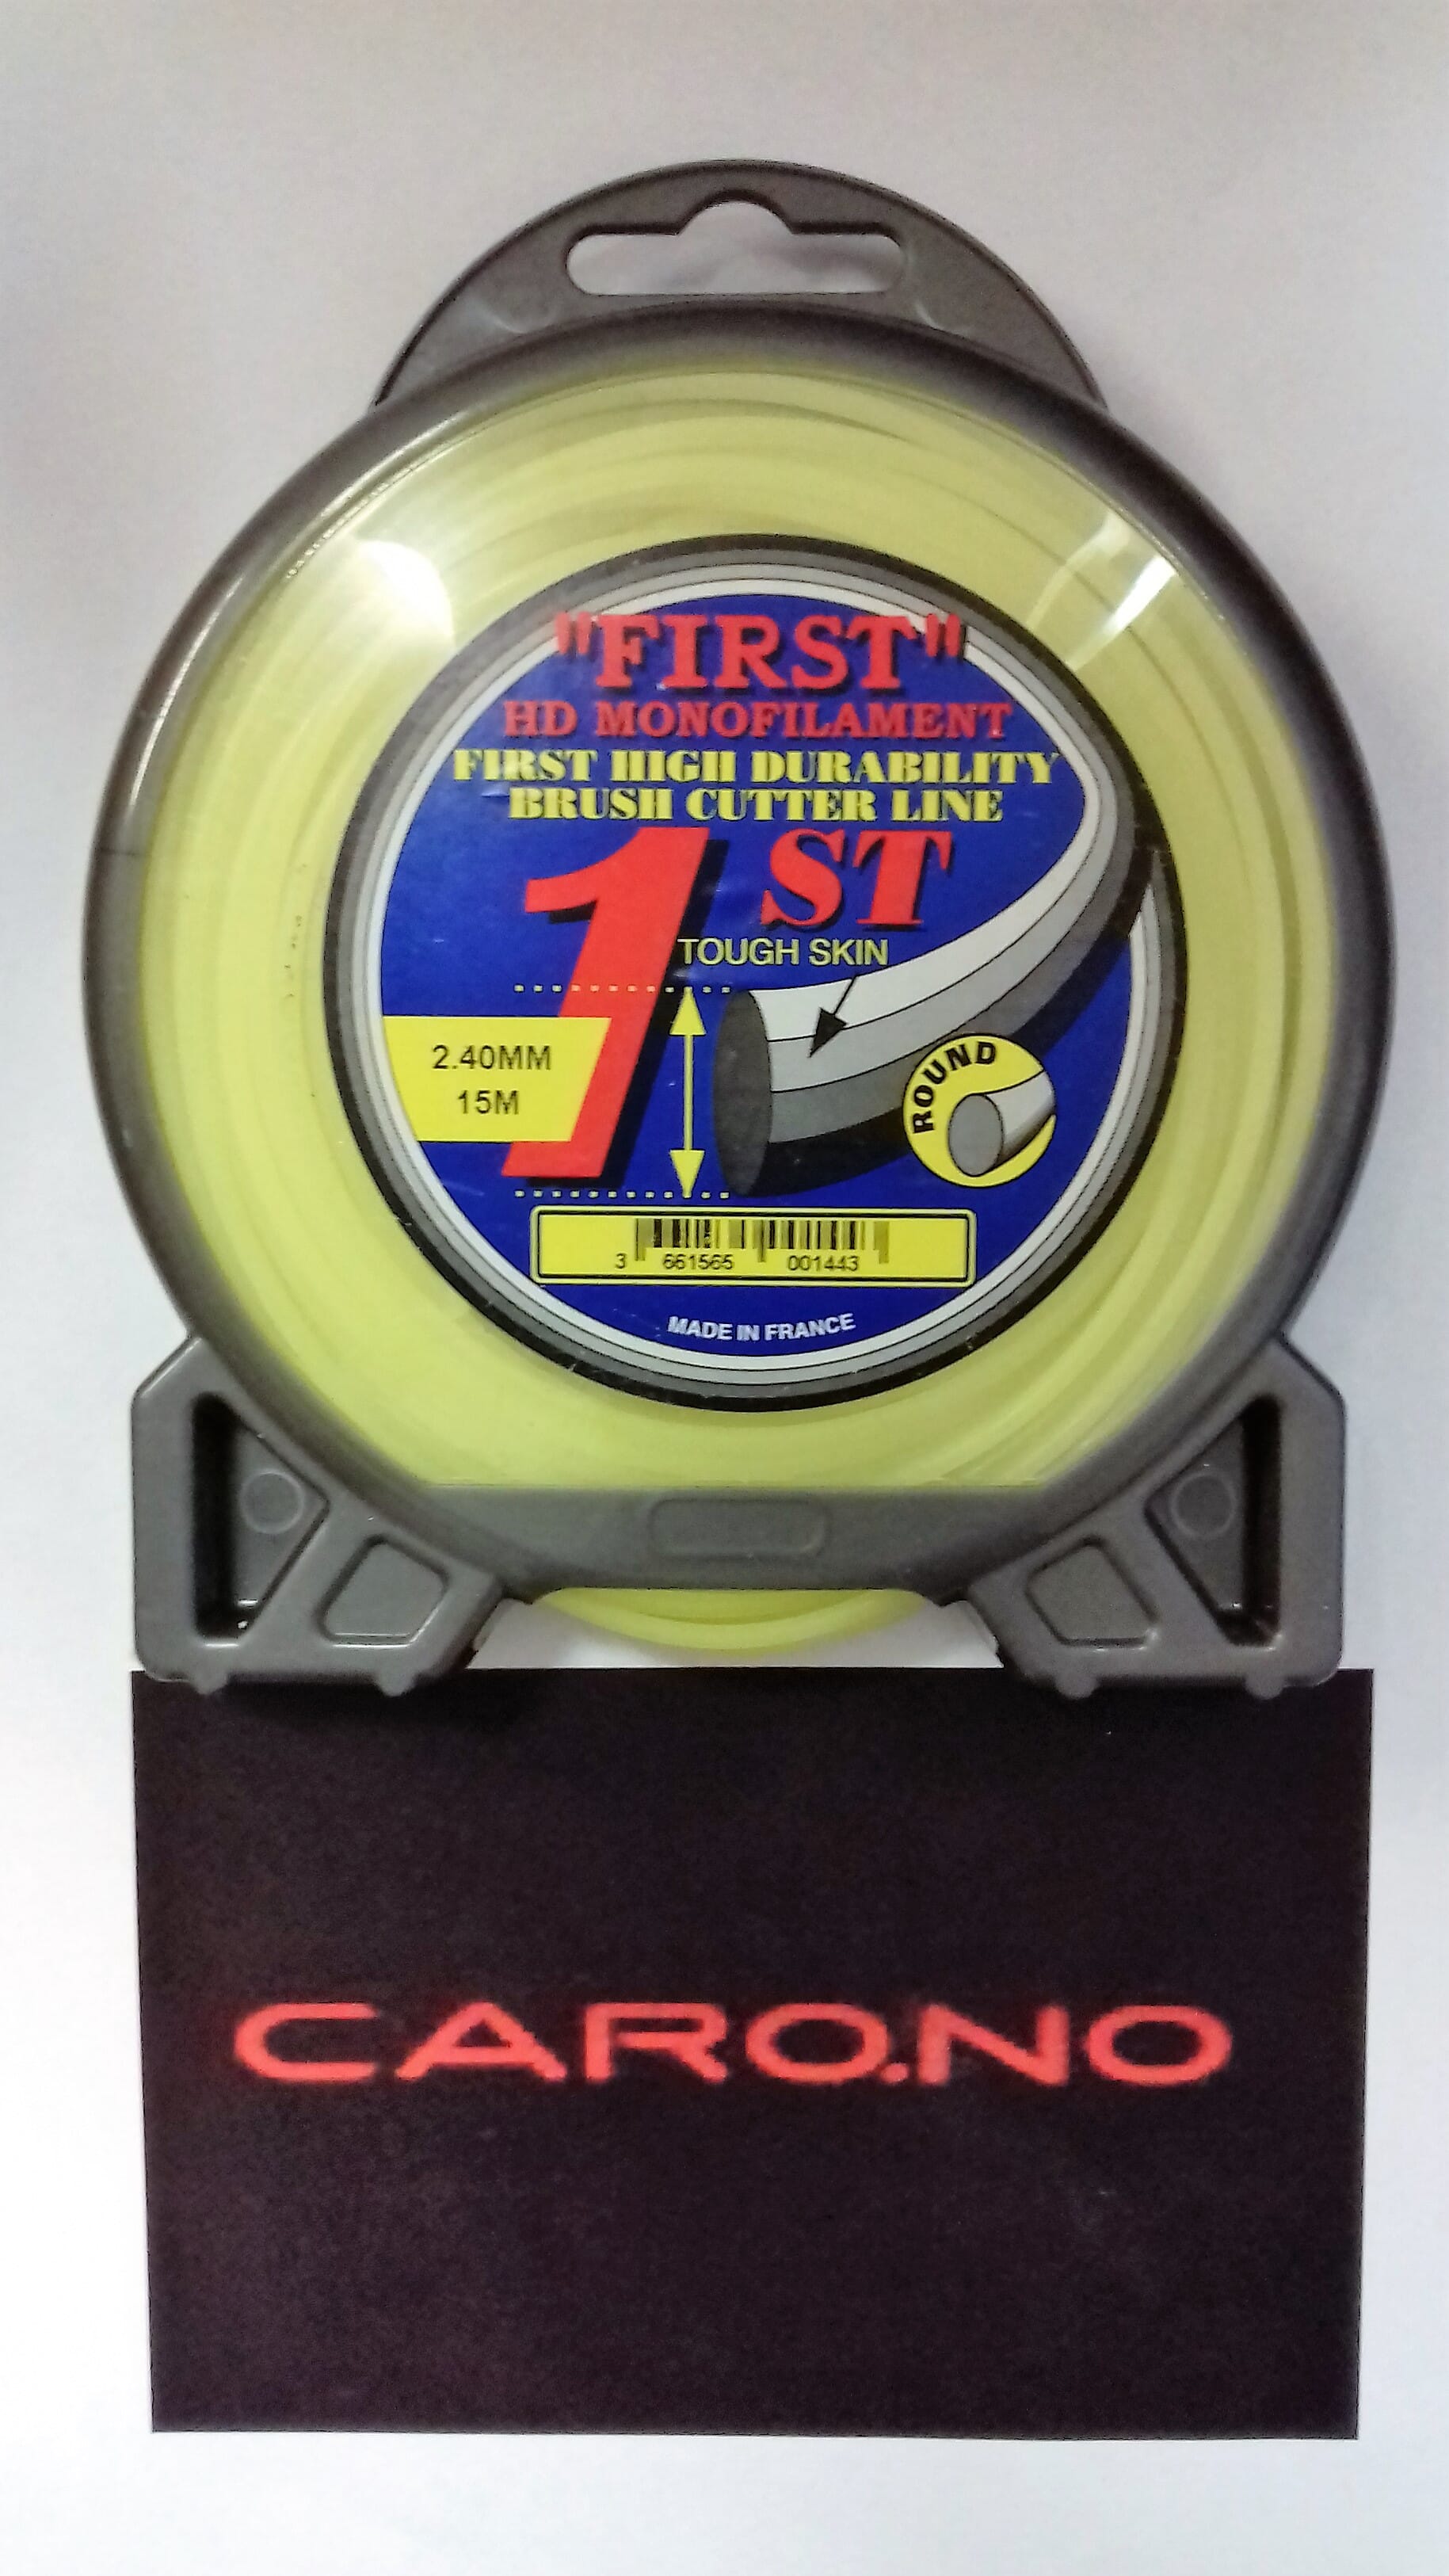 "FIRST"
HD MONOFILAMENT
FIRST HIGH DURABILITY
BRUSH CUTTER LINE
1ST
TOUGH SKIN
2.40MM
15M
ROUND
3 661565 001443
MADE IN FRANCE
CARO.NO